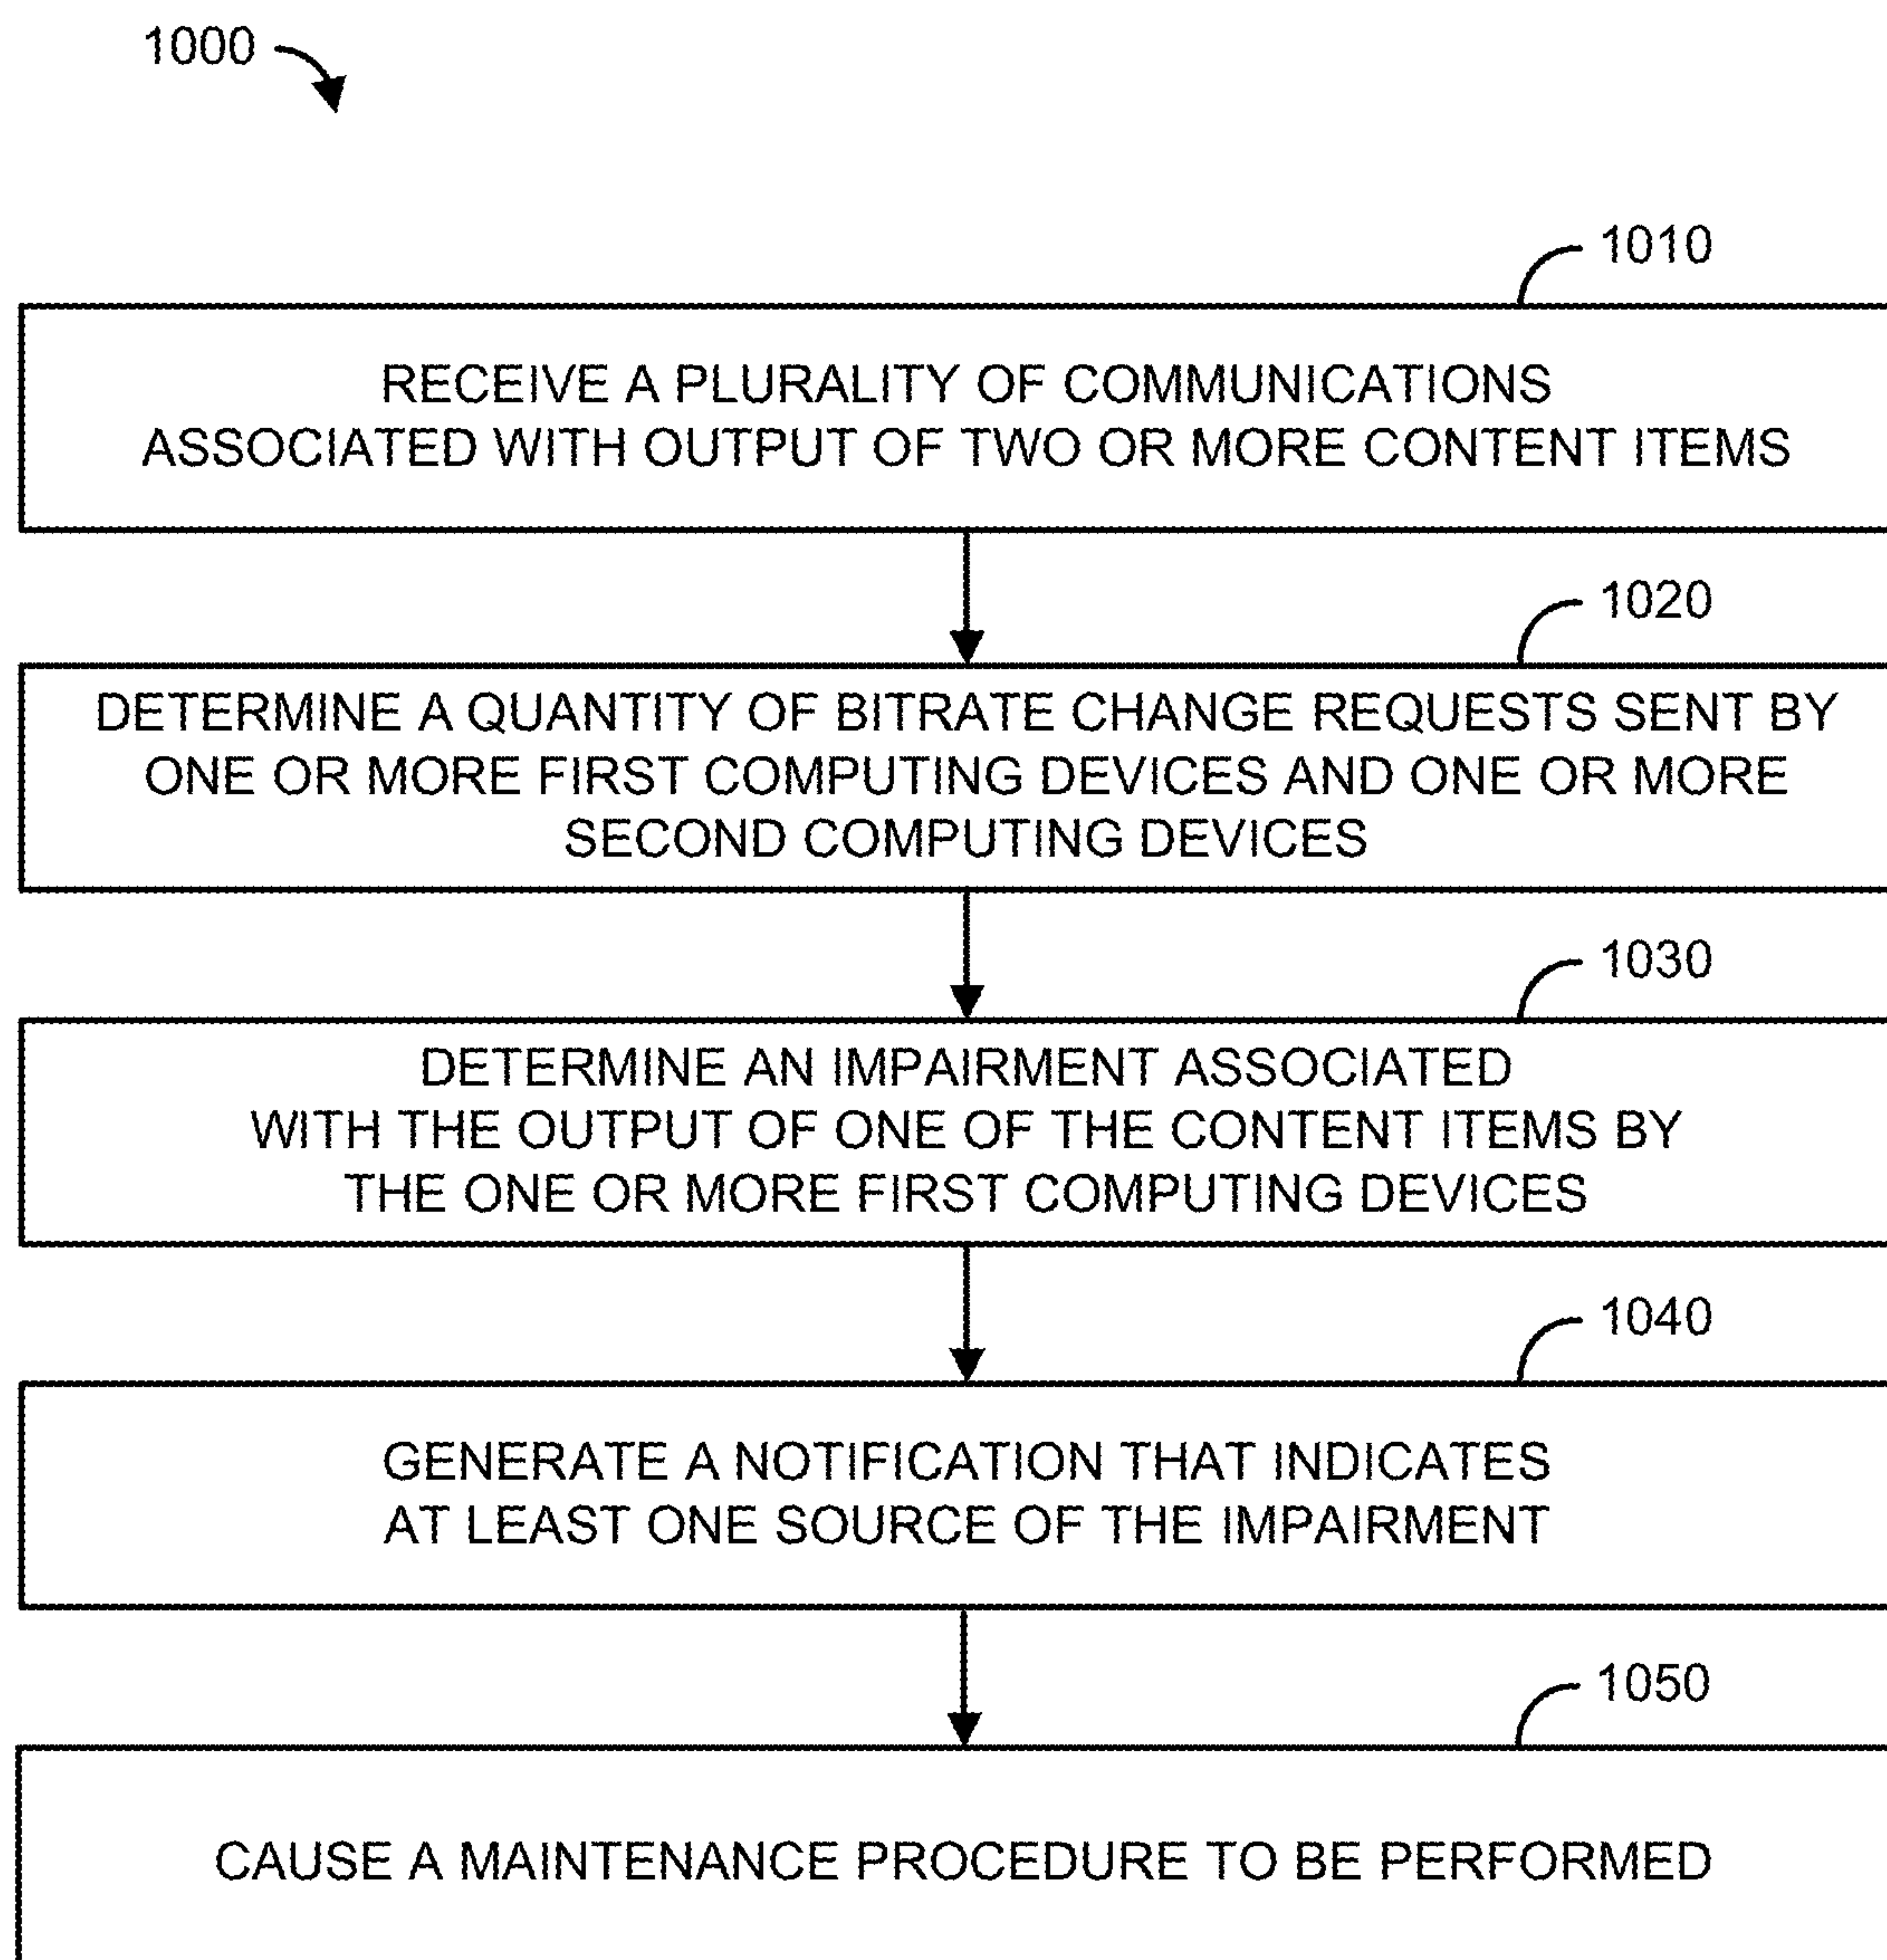 1000
1010
RECEIVE A PLURALITY OF COMMUNICATIONS
ASSOCIATED WITH OUTPUT OF TWO OR MORE CONTENT ITEMS
1020
DETERMINE A QUANTITY OF BITRATE CHANGE REQUESTS SENT BY
ONE OR MORE FIRST COMPUTING DEVICES AND ONE OR MORE
SECOND COMPUTING DEVICES
1030
DETERMINE AN IMPAIRMENT ASSOCIATED
WITH THE OUTPUT OF ONE OF THE CONTENT ITEMS BY
THE ONE OR MORE FIRST COMPUTING DEVICES
1040
GENERATE A NOTIFICATION THAT INDICATES
AT LEAST ONE SOURCE OF THE IMPAIRMENT
1050
CAUSE A MAINTENANCE PROCEDURE TO BE PERFORMED